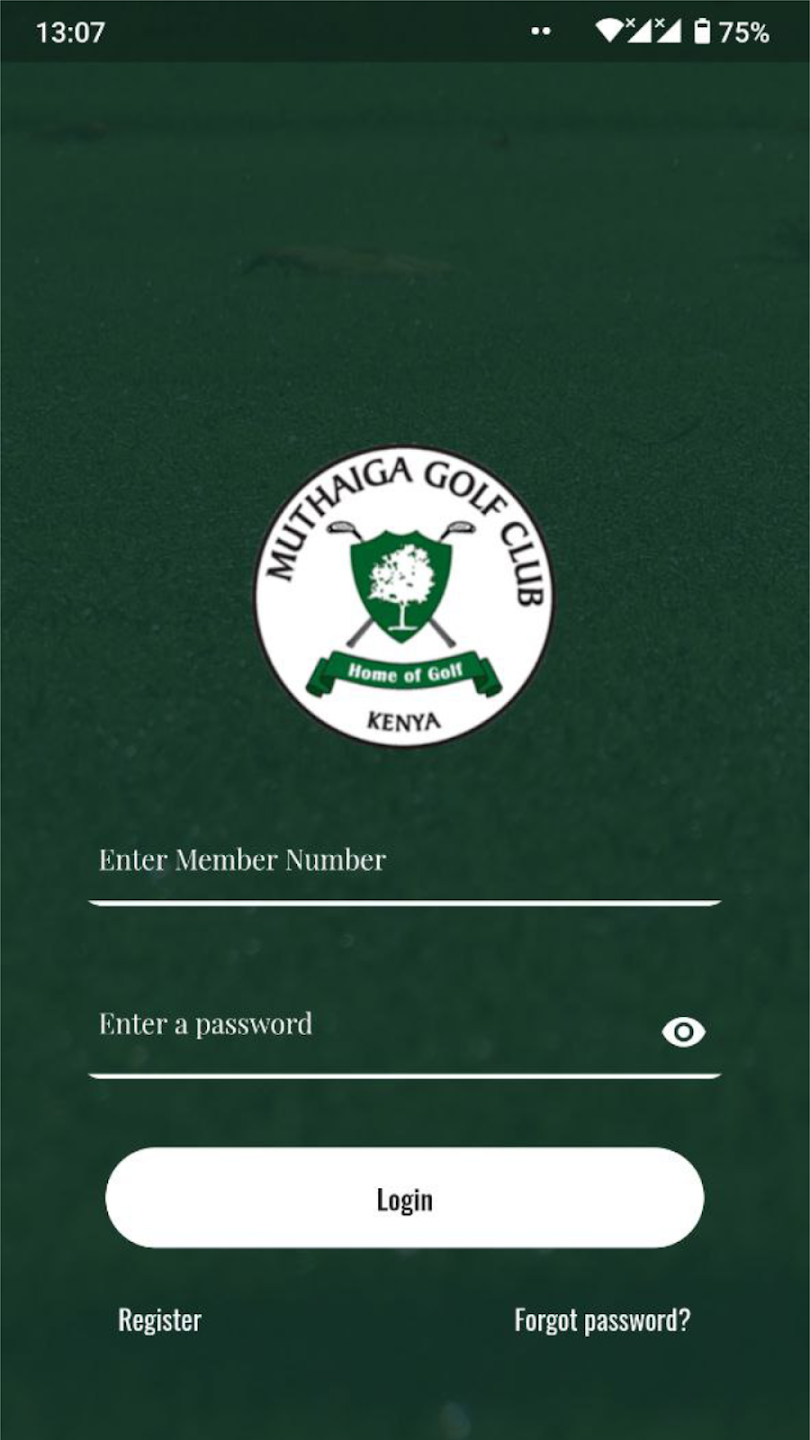 13:07
75%
MUTHAIGA GOLF CLUB
Home of Golf
KENYA
Enter Member Number
Enter a password
Login
Register
Forgot password?